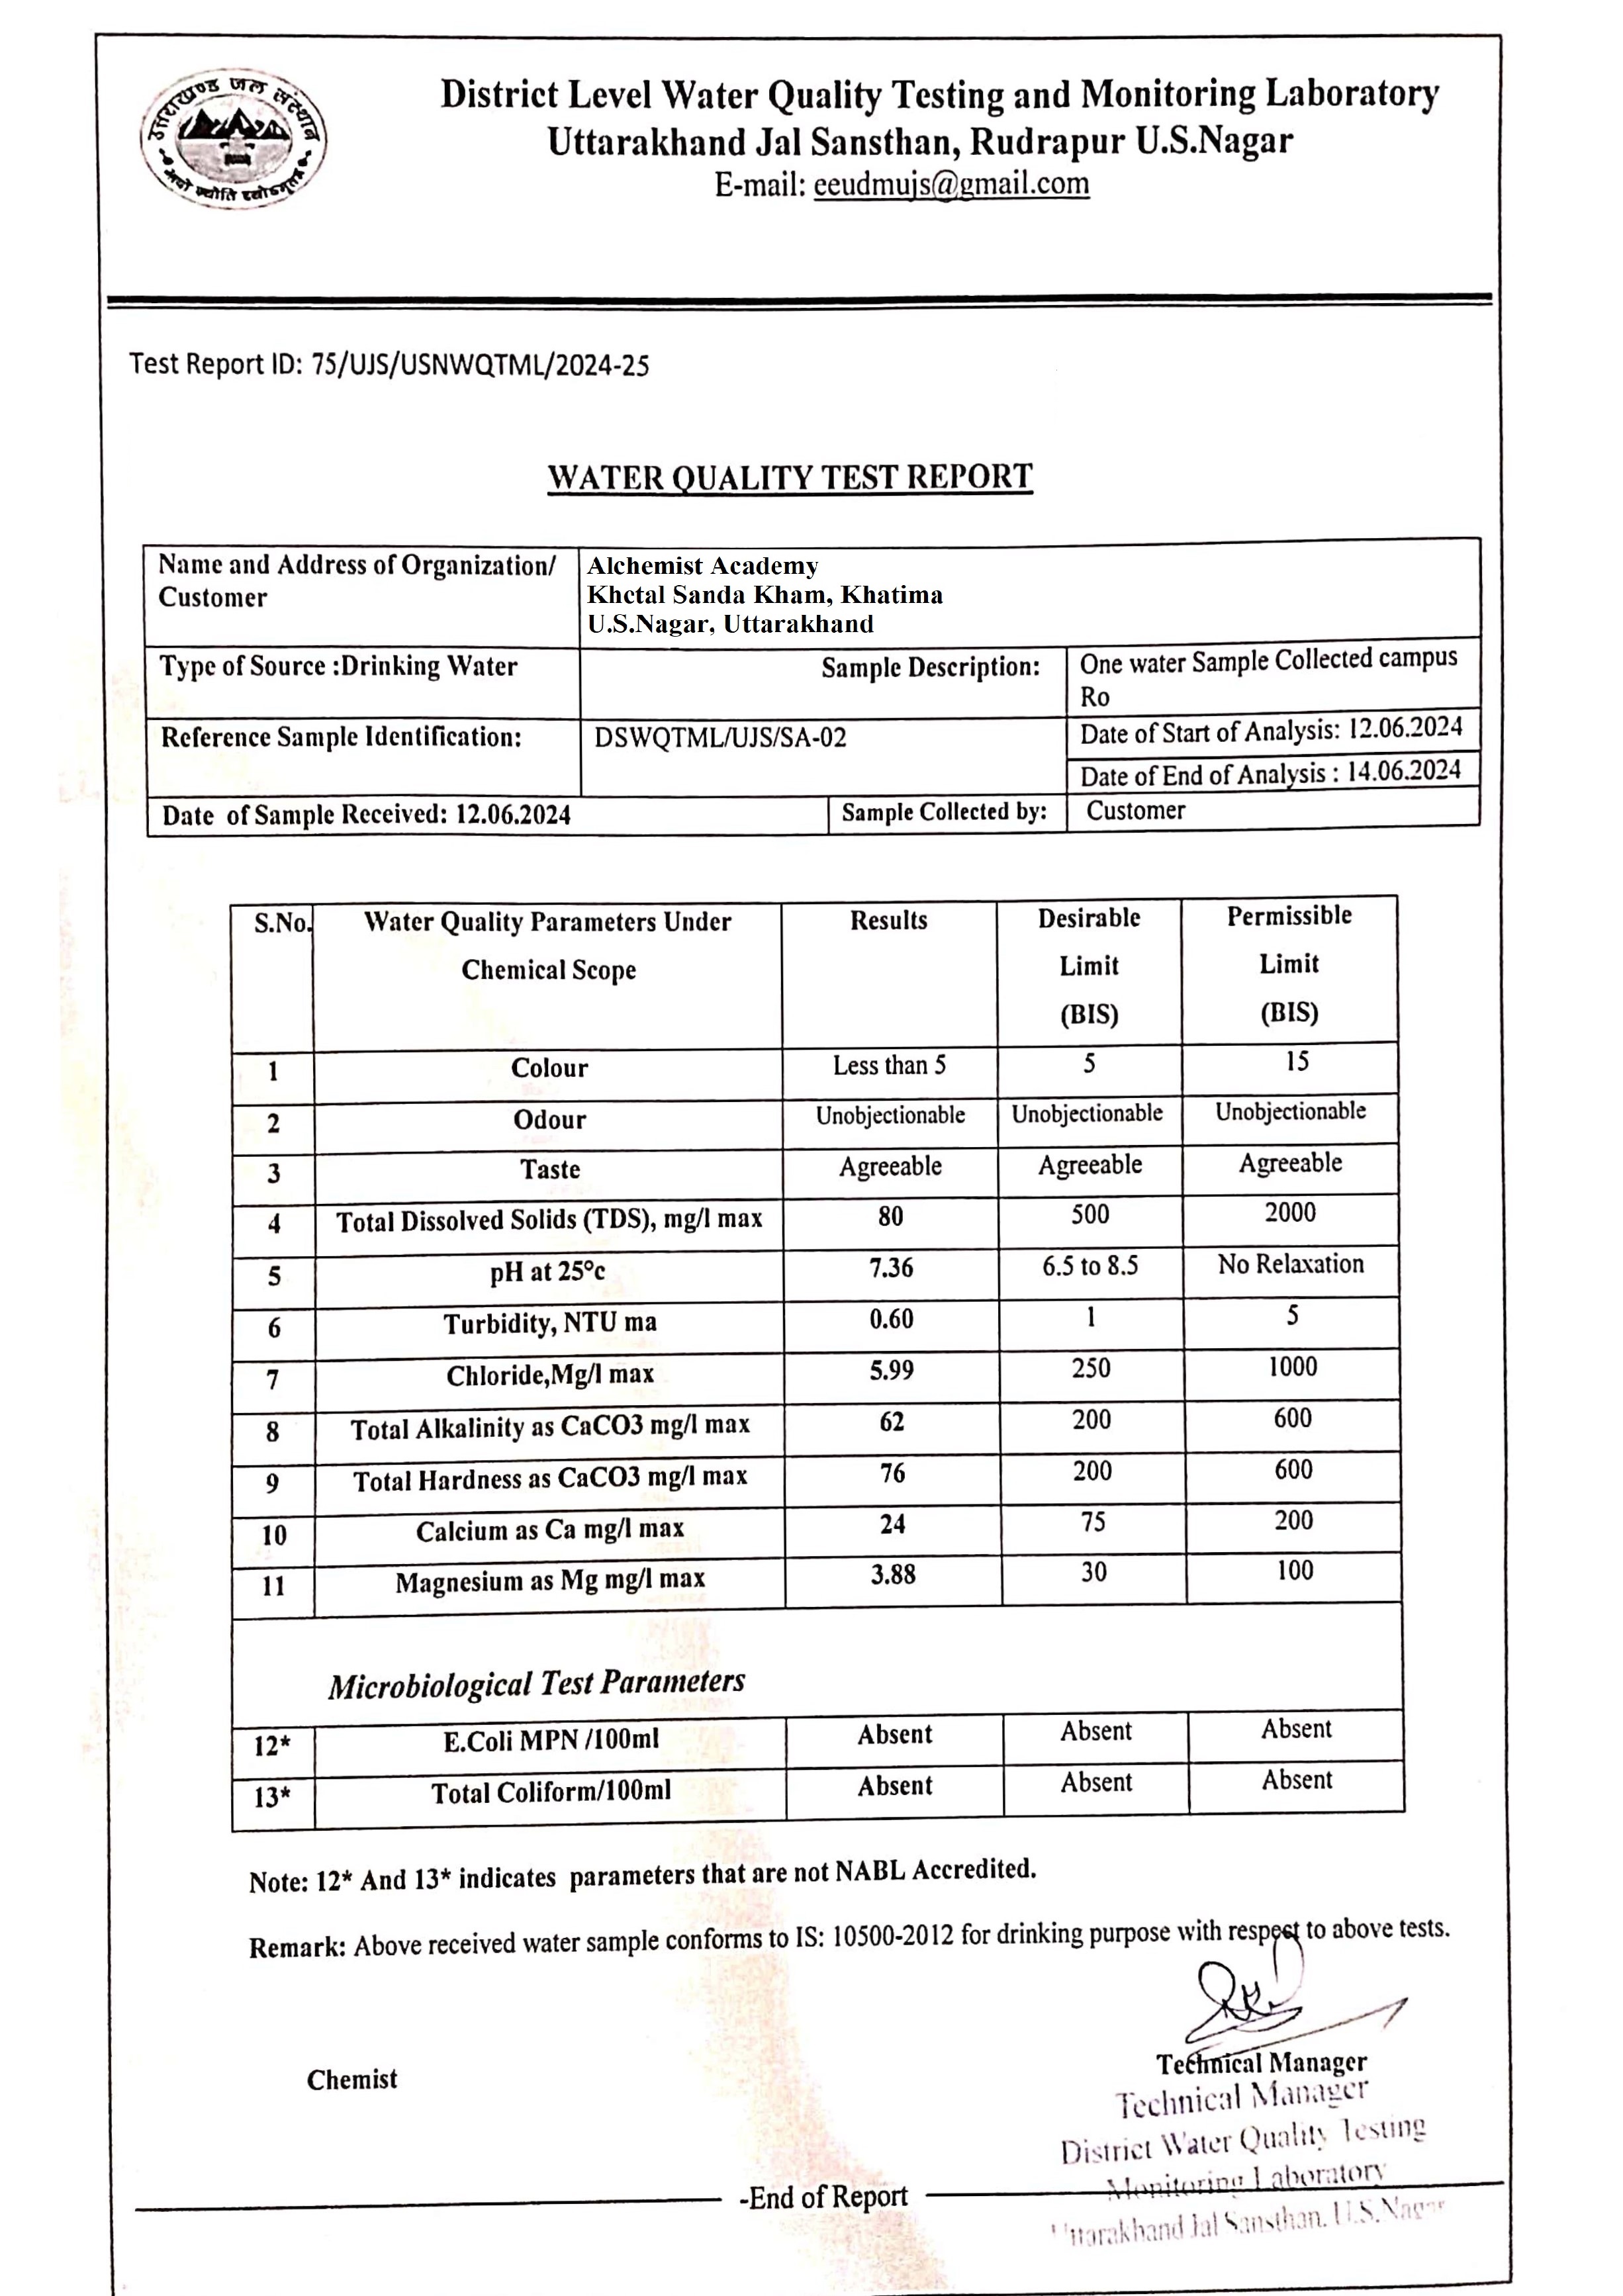 उत्तराखण्ड जल संस्थान
District Level Water Quality Testing and Monitoring Laboratory
Uttarakhand Jal Sansthan, Rudrapur U.S.Nagar
E-mail: eeudmujs@gmail.com
Test Report ID: 75/UJS/USNWQTML/2024-25
WATER QUALITY TEST REPORT
Name and Address of Organization/ Alchemist Academy
Customer Khctal Sanda Kham, Khatima
U.S.Nagar, Uttarakhand
Type of Source :Drinking Water Sample Description: One water Sample Collected campus
Ro
Reference Sample Identification: DSWQTML/UJS/SA-02 Date of Start of Analysis: 12.06.2024
Date of End of Analysis : 14.06.2024
Date of Sample Received: 12.06.2024 Sample Collected by: Customer
S.No. Water Quality Parameters Under Results Desirable Permissible
Chemical Scope Limit Limit
(BIS) (BIS)
1 Colour Less than 5 5 15
2 Odour Unobjectionable Unobjectionable Unobjectionable
3 Taste Agreeable Agreeable Agreeable
4 Total Dissolved Solids (TDS), mg/l max 80 500 2000
5 pH at 25°c 7.36 6.5 to 8.5 No Relaxation
6 Turbidity, NTU ma 0.60 1 5
7 Chloride,Mg/l max 5.99 250 1000
8 Total Alkalinity as CaCO3 mg/l max 62 200 600
9 Total Hardness as CaCO3 mg/l max 76 200 600
10 Calcium as Ca mg/l max 24 75 200
11 Magnesium as Mg mg/l max 3.88 30 100
Microbiological Test Parameters
12* E.Coli MPN /100ml Absent Absent Absent
13* Total Coliform/100ml Absent Absent Absent
Note: 12* And 13* indicates parameters that are not NABL Accredited.
Remark: Above received water sample conforms to IS: 10500-2012 for drinking purpose with respect to above tests.
Chemist Technical Manager
Technical Manager
District Water Quality Testing
Monitoring Laboratory
-End of Report
Uttarakhand Jal Sansthan, U.S.Nagar